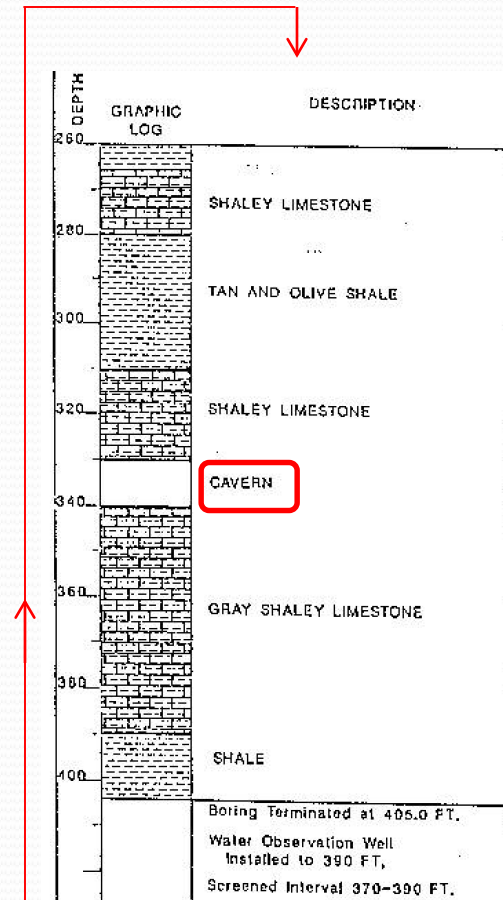 DEPTH
GRAPHIC LOG
DESCRIPTION
260
SHALEY LIMESTONE
280
TAN AND OLIVE SHALE
300
SHALEY LIMESTONE
320
CAVERN
340
GRAY SHALEY LIMESTONE
360
380
SHALE
400
Boring Terminated at 405.0 FT.
Water Observation Well
Installed to 390 FT,
Screened Interval 370-390 FT.